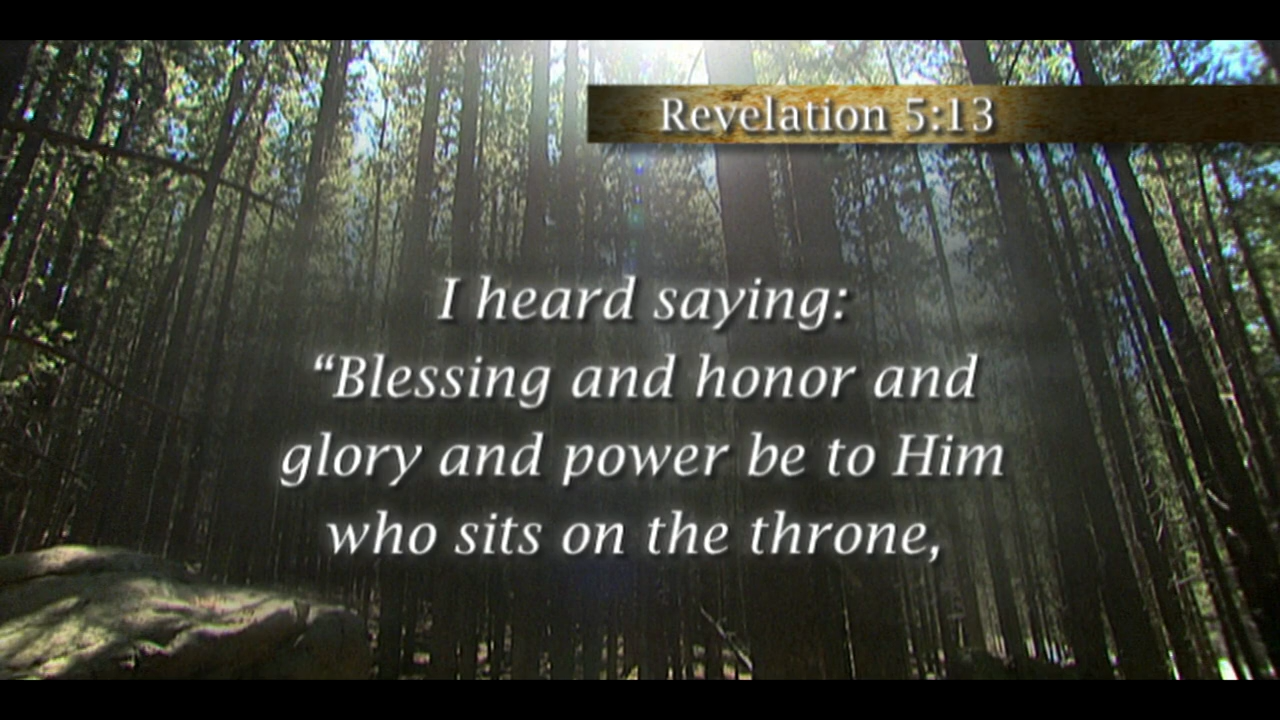 Revelation 5:13
I heard saying:
“Blessing and honor and
glory and power be to Him
who sits on the throne,